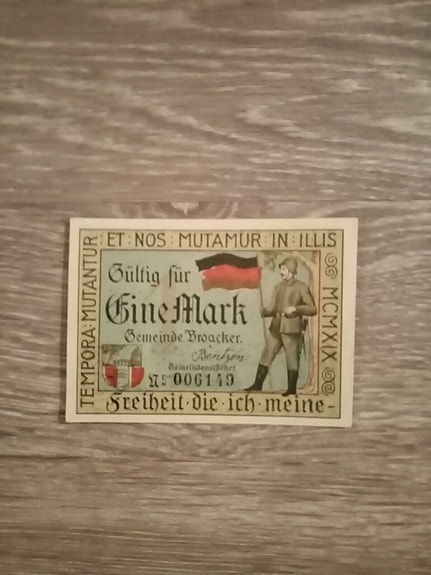 TEMPORA: MUTANTUR
ET · NOS · MUTAMUR · IN · ILLIS
MCMXIX
Gültig für
Eine Mark
Gemeinde Broacker.
Bentzen
Gemeindevorsteher
No 006149
Freiheit · die · ich · meine -